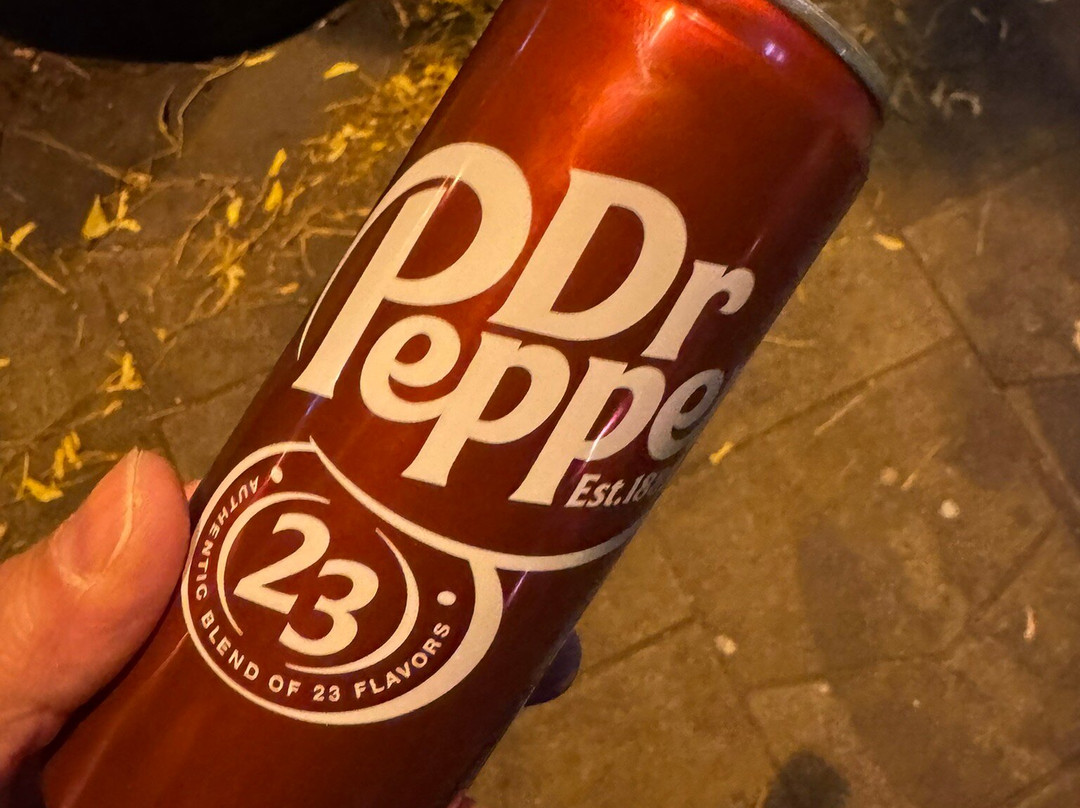 Dr
Peppe
Est.18
23
AUTHENTIC BLEND OF 23 FLAVORS